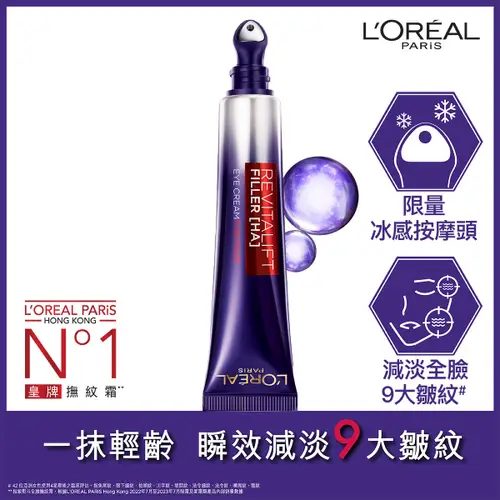 L'ORÉAL
PARIS
REVITALIFT
FILLER [HA]
EYE CREAM
L'ORÉAL
PARIS
限量
冰感按摩頭
L'ORÉAL PARIS
HONG KONG
Nº1
皇牌撫紋霜**
減淡全臉
9大皺紋#
一抹輕齡 瞬效減淡9大皺紋